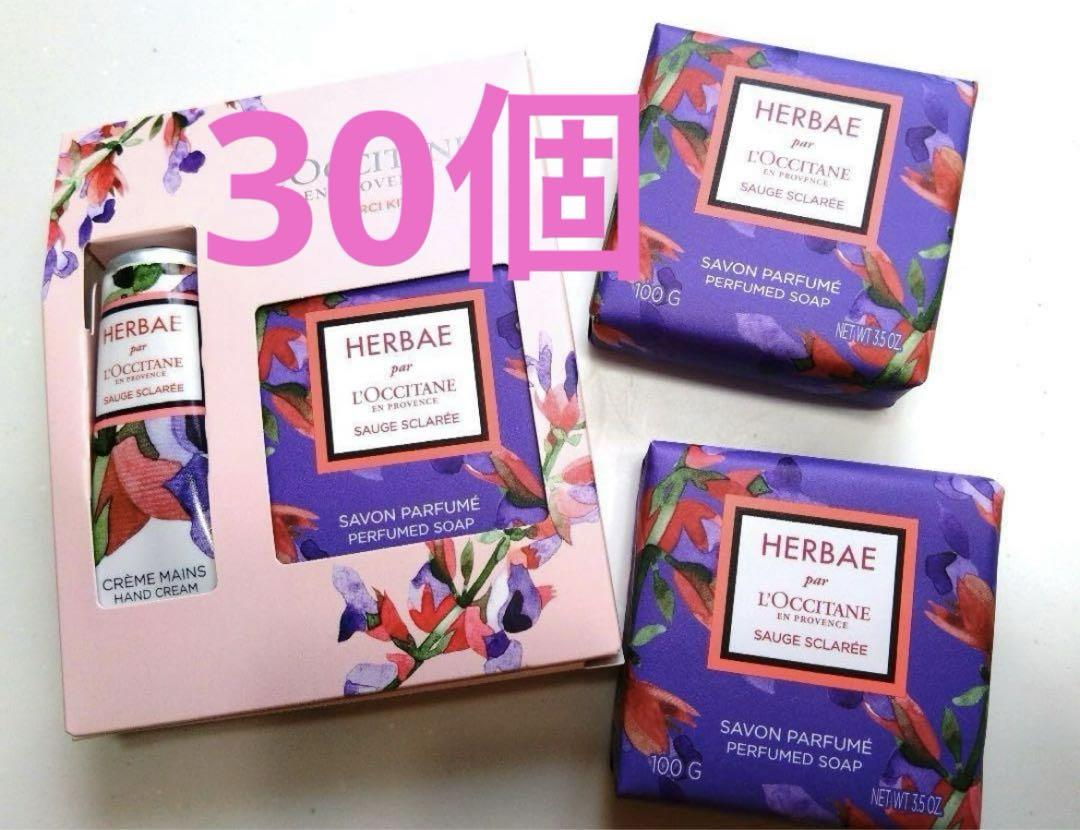 30個
L'OCCITANE
EN PROVENCE
HERBAE
par
L'OCCITANE
EN PROVENCE
SAUGE SCLARÉE
CRÈME MAINS
HAND CREAM
HERBAE
par
L'OCCITANE
EN PROVENCE
SAUGE SCLARÉE
SAVON PARFUMÉ
PERFUMED SOAP
HERBAE
par
L'OCCITANE
EN PROVENCE
SAUGE SCLARÉE
SAVON PARFUMÉ
PERFUMED SOAP
100 G
NET WT 3.5 OZ.
HERBAE
par
L'OCCITANE
EN PROVENCE
SAUGE SCLARÉE
SAVON PARFUMÉ
PERFUMED SOAP
100 G
NET WT 3.5 OZ.